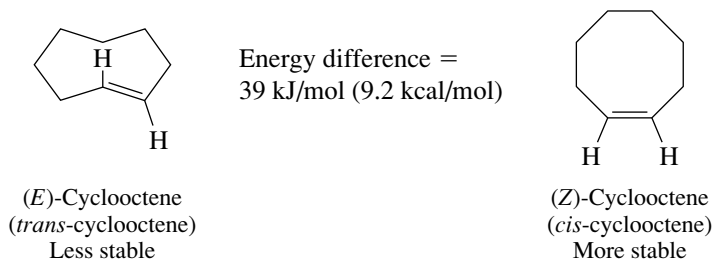 H
H
Energy difference =
39 kJ/mol (9.2 kcal/mol)
H
H
(E)-Cyclooctene
(trans-cyclooctene)
Less stable
(Z)-Cyclooctene
(cis-cyclooctene)
More stable